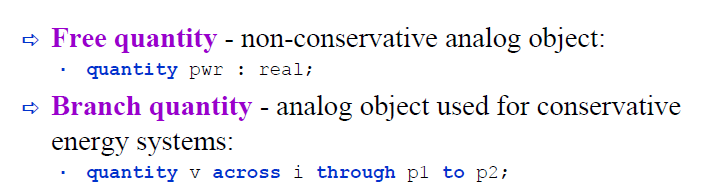 ⇨ Free quantity - non-conservative analog object:
· quantity pwr : real;
⇨ Branch quantity - analog object used for conservative
energy systems:
· quantity v across i through p1 to p2;